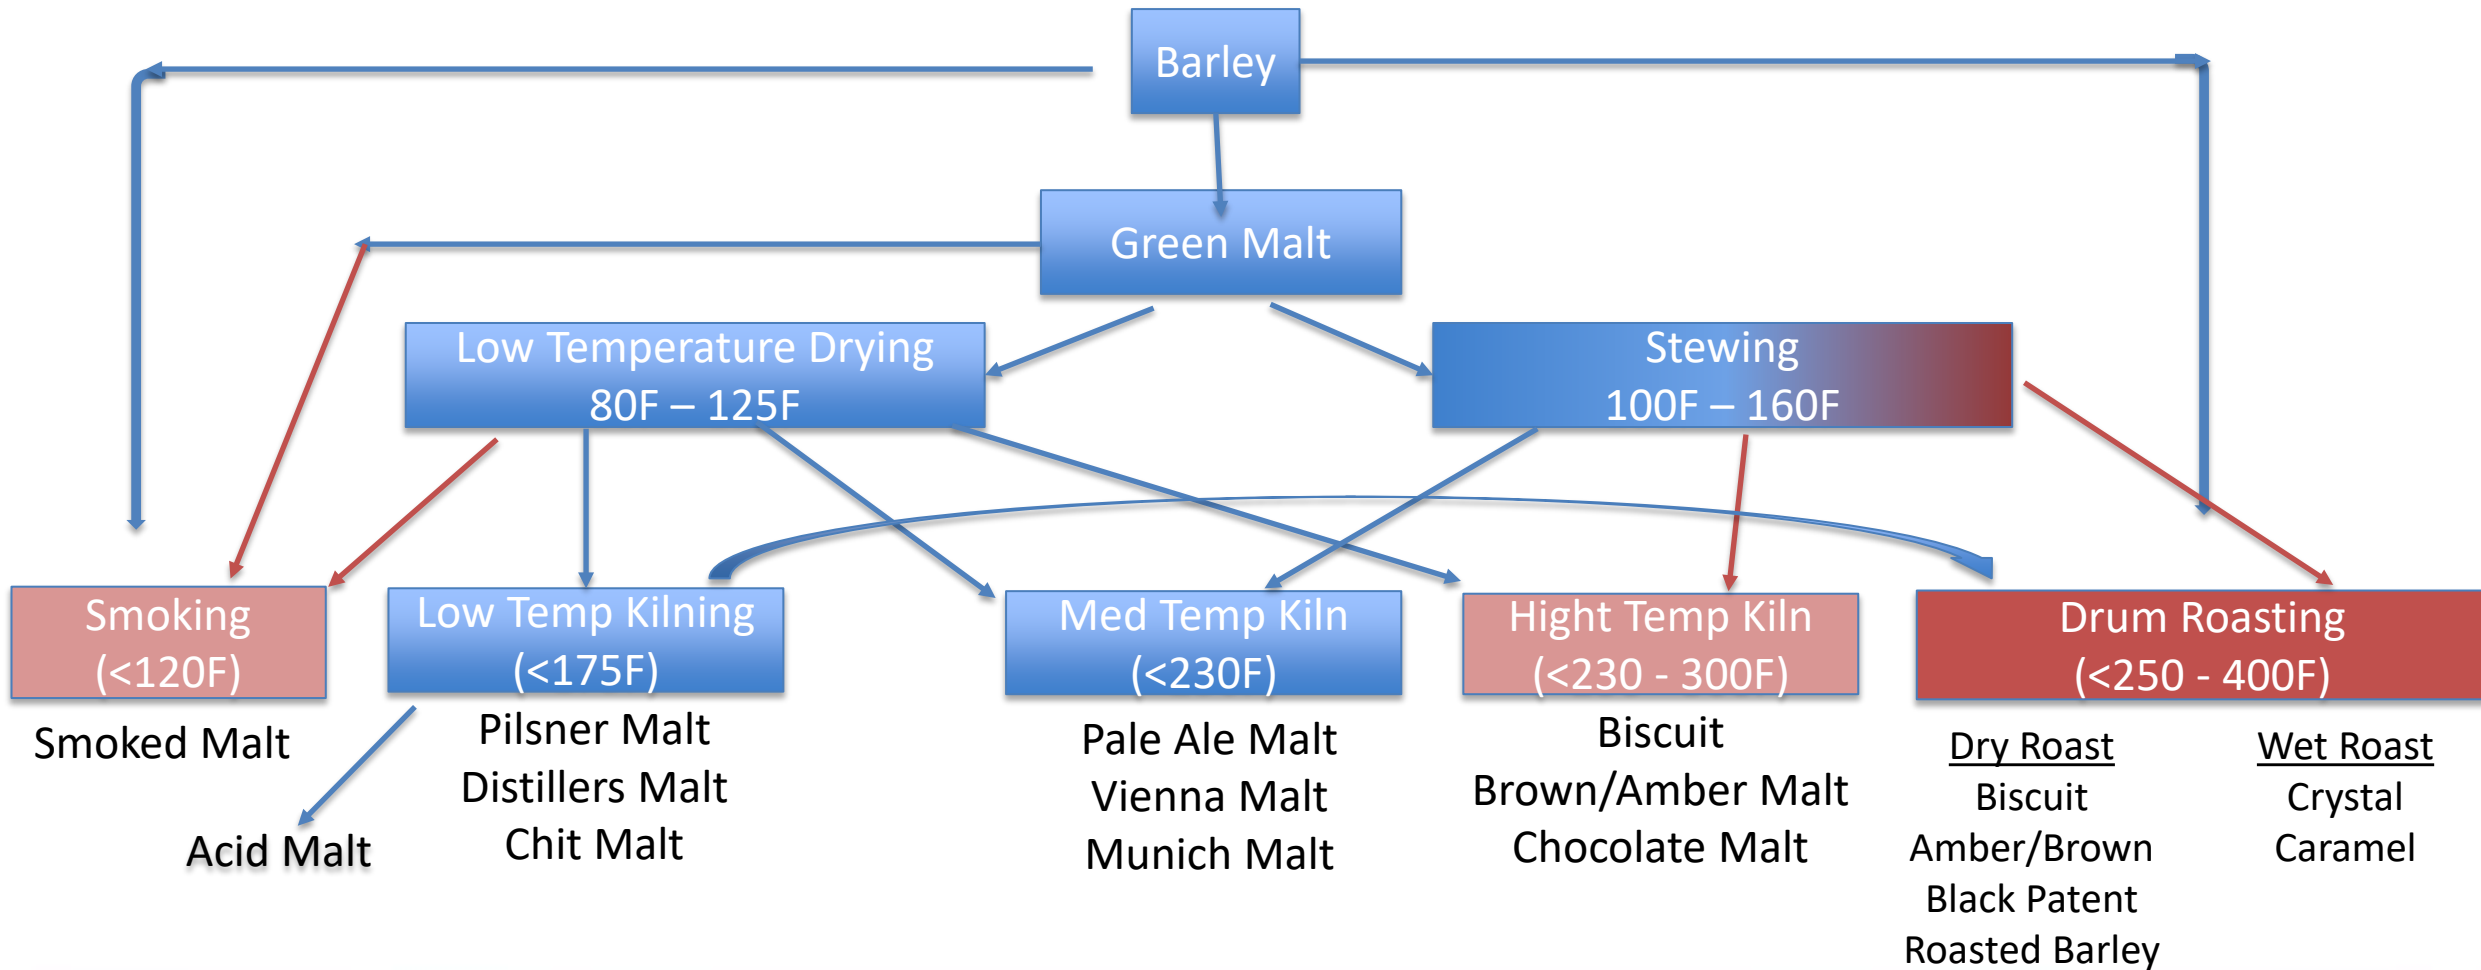 Barley
Green Malt
Low Temperature Drying
80F – 125F
Stewing
100F – 160F
Smoking
(<120F)
Low Temp Kilning
(<175F)
Med Temp Kiln
(<230F)
Hight Temp Kiln
(<230 - 300F)
Drum Roasting
(<250 - 400F)
Smoked Malt
Acid Malt
Pilsner Malt
Distillers Malt
Chit Malt
Pale Ale Malt
Vienna Malt
Munich Malt
Biscuit
Brown/Amber Malt
Chocolate Malt
Dry Roast
Biscuit
Amber/Brown
Black Patent
Roasted Barley
Wet Roast
Crystal
Caramel